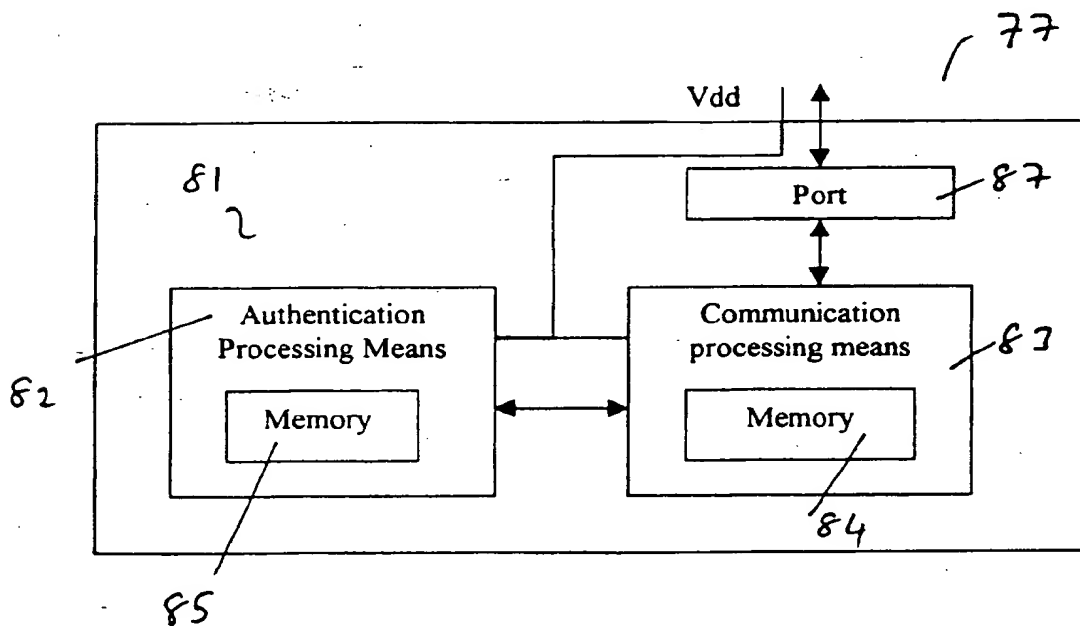 77
Vdd
81
Port
87
Authentication
Processing Means
Communication
processing means
83
82
Memory
Memory
84
85